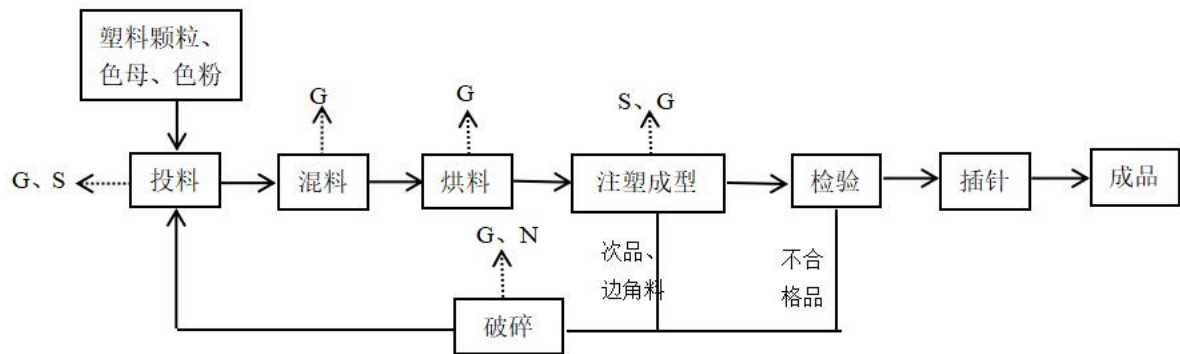 塑料颗粒、
色母、色粉
G
G
S、G
G、S
投料
混料
烘料
注塑成型
检验
插针
成品
G、N
次品、
边角料
不合
格品
破碎